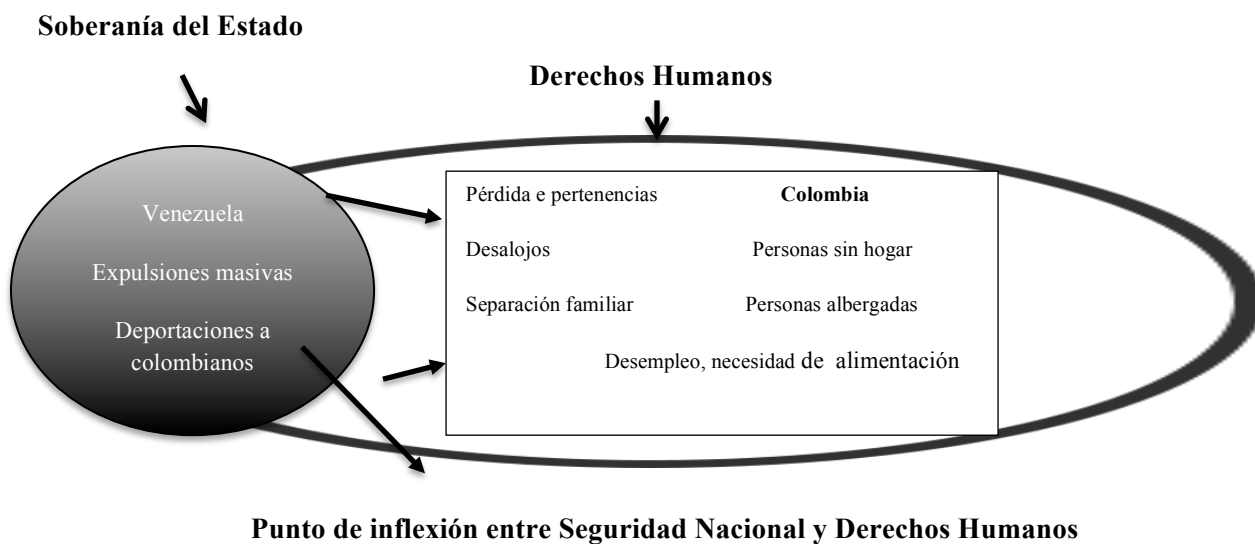 Soberanía del Estado
Derechos Humanos
Venezuela
Expulsiones masivas
Deportaciones a
colombianos
Pérdida e pertenencias Colombia
Desalojos Personas sin hogar
Separación familiar Personas albergadas
Desempleo, necesidad de alimentación
Punto de inflexión entre Seguridad Nacional y Derechos Humanos